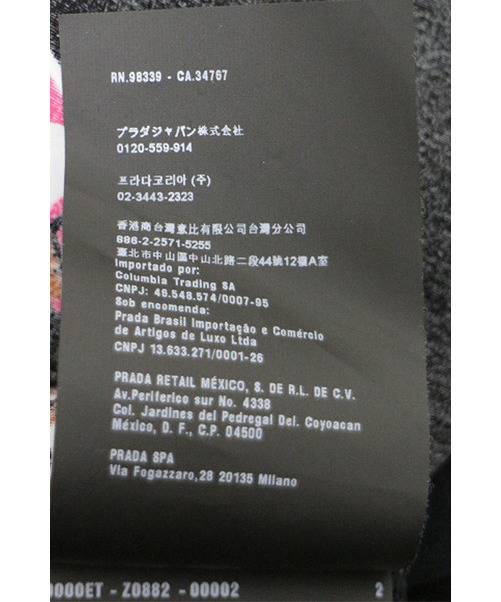 RN.98339 - CA.34767
プラダジャパン株式会社
0120-559-914
프라다코리아 (주)
02-3443-2323
香港商台灣意比有限公司台灣分公司
886-2-2571-5255
臺北市中山區中山北路二段44號12樓A室
Importado por:
Columbia Trading SA
CNPJ: 46.548.574/0007-95
Sob encomenda:
Prada Brasil Importação e Comércio
de Artigos de Luxo Ltda
CNPJ 13.633.271/0001-26
PRADA RETAIL MÉXICO, S. DE R.L. DE C.V.
Av.Periferico sur No. 4338
Col. Jardines del Pedregal Del. Coyoacan
México, D. F., C.P. 04500
PRADA SPA
Via Fogazzaro,28 20135 Milano
0000ET - Z0882 - 00002 2